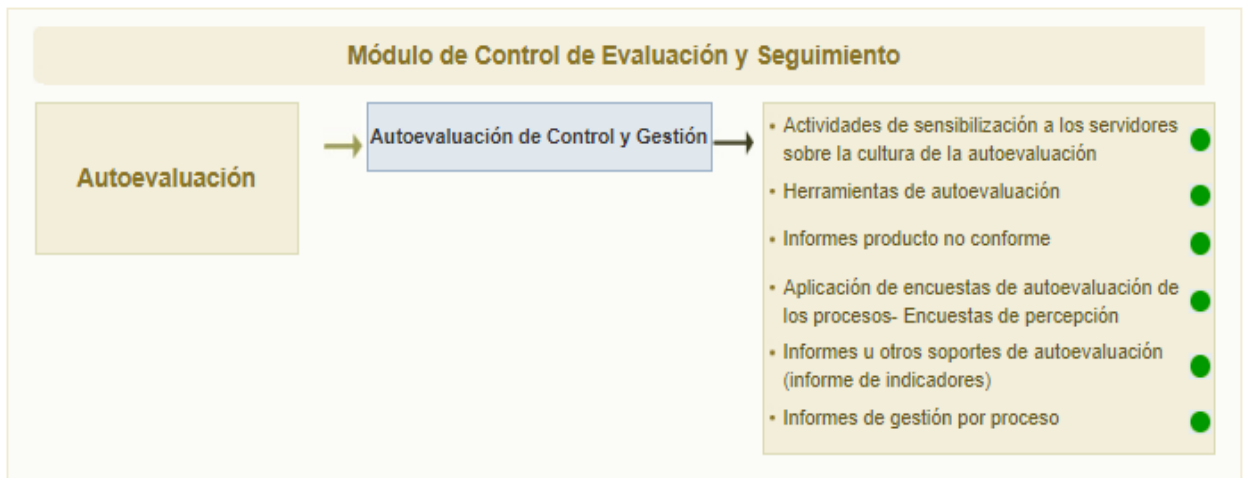 Módulo de Control de Evaluación y Seguimiento
Autoevaluación
Autoevaluación de Control y Gestión
• Actividades de sensibilización a los servidores
sobre la cultura de la autoevaluación
• Herramientas de autoevaluación
• Informes producto no conforme
• Aplicación de encuestas de autoevaluación de
los procesos- Encuestas de percepción
• Informes u otros soportes de autoevaluación
(informe de indicadores)
• Informes de gestión por proceso